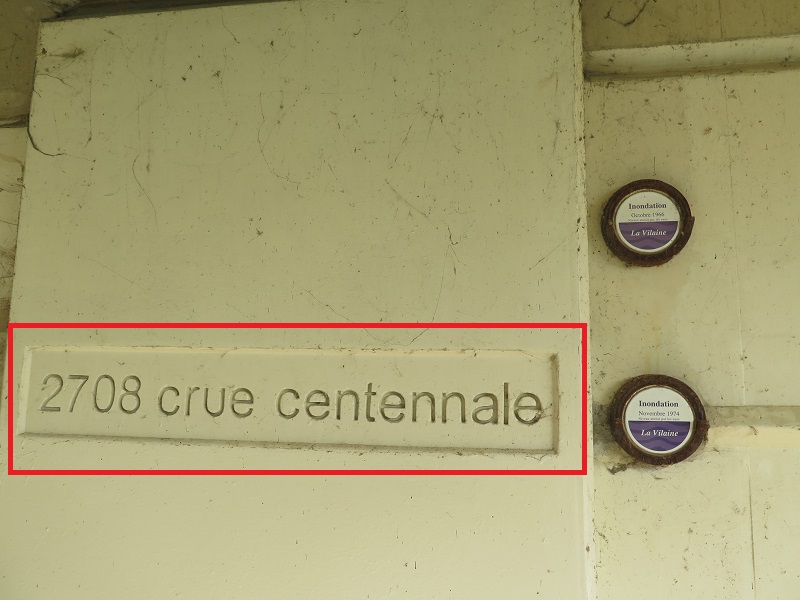 2708 crue centennale
Inondation
Octobre 1966
La Vilaine
Inondation
Novembre 1974
La Vilaine